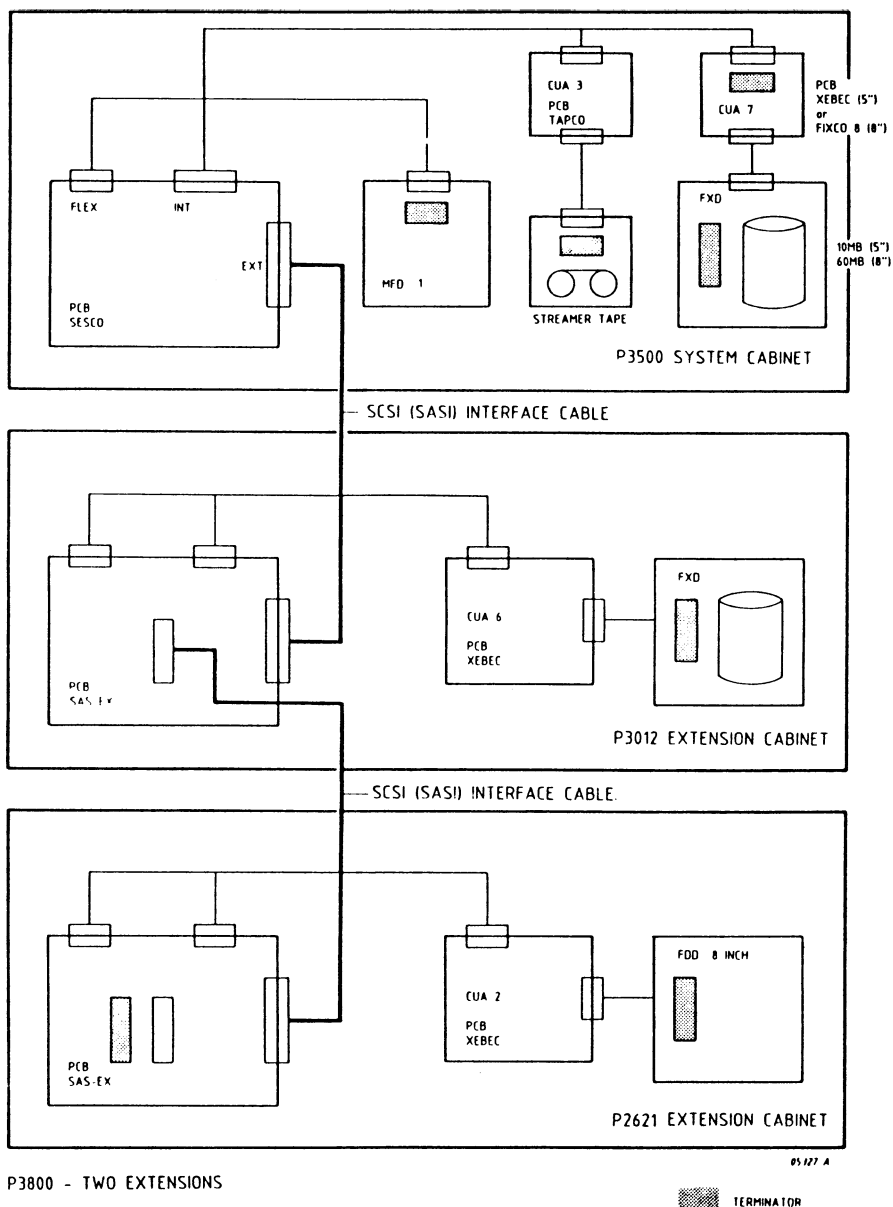 CUA 3
PCB
TAPCO
CUA 7
PCB
XEBEC (5")
or
FIXCO 8 (8")
FLEX
INT
EXT
PCB
SESCO
MFD 1
STREAMER TAPE
FXD
10MB (5")
60MB (8")
P3500 SYSTEM CABINET
SCSI (SASI) INTERFACE CABLE
CUA 6
PCB
XEBEC
FXD
PCB
SAS-EX
P3012 EXTENSION CABINET
SCSI (SASI) INTERFACE CABLE.
CUA 2
PCB
XEBEC
FDD 8 INCH
PCB
SAS-EX
P2621 EXTENSION CABINET
05127 A
P3800 - TWO EXTENSIONS
TERMINATOR